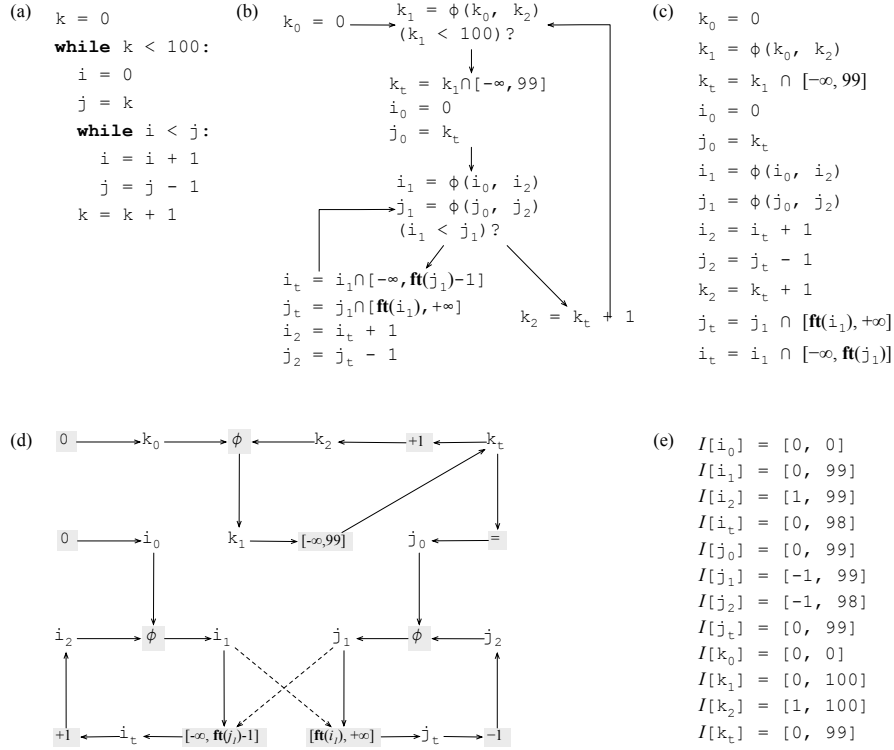 (a)
k = 0
while k < 100:
i = 0
j = k
while i < j:
i = i + 1
j = j - 1
k = k + 1
(b)
k0 = 0
k1 = ϕ(k0, k2)
(k1 < 100)?
kt = k1∩[-∞,99]
i0 = 0
j0 = kt
i1 = ϕ(i0, i2)
j1 = ϕ(j0, j2)
(i1 < j1)?
it = i1∩[-∞,ft(j1)-1]
jt = j1∩[ft(i1),+∞]
i2 = it + 1
j2 = jt - 1
k2 = kt + 1
(c)
k0 = 0
k1 = ϕ(k0, k2)
kt = k1 ∩ [−∞, 99]
i0 = 0
j0 = kt
i1 = ϕ(i0, i2)
j1 = ϕ(j0, j2)
i2 = it + 1
j2 = jt - 1
k2 = kt + 1
jt = j1 ∩ [ft(i1), +∞]
it = i1 ∩ [−∞, ft(j1)]
(d)
0 k0 ϕ k2 +1 kt
k1 [-∞,99]
0 i0 j0 =
i2 ϕ i1 j1 ϕ j2
+1 it [-∞, ft(j1)-1] [ft(i1), +∞] jt −1
(e)
I[i0] = [0, 0]
I[i1] = [0, 99]
I[i2] = [1, 99]
I[it] = [0, 98]
I[j0] = [0, 99]
I[j1] = [-1, 99]
I[j2] = [-1, 98]
I[jt] = [0, 99]
I[k0] = [0, 0]
I[k1] = [0, 100]
I[k2] = [1, 100]
I[kt] = [0, 99]